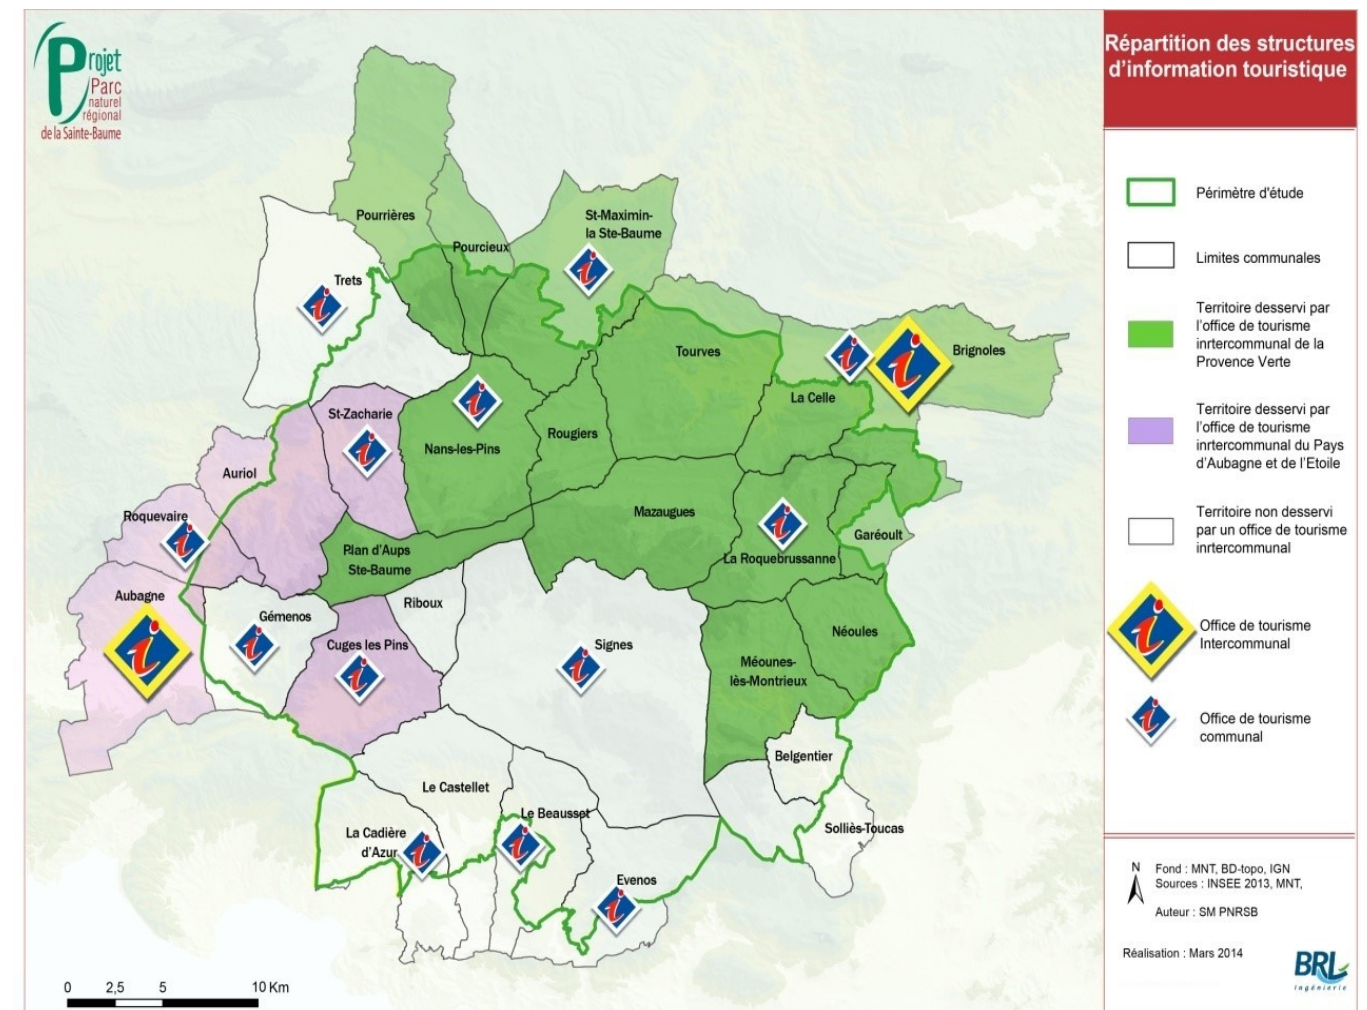 Projet
Parc
naturel
régional
de la Sainte-Baume
Répartition des structures
d'information touristique
Pourrières
Pourcieux
St-Maximin-
la Ste-Baume
Trets
Tourves
Brignoles
La Celle
St-Zacharie
Nans-les-Pins
Rougiers
Auriol
Roquevaire
Mazaugues
Garéoult
Plan d'Aups
Ste-Baume
La Roquebrussanne
Aubagne
Riboux
Gémenos
Cuges les Pins
Signes
Néoules
Méounes-
lès-Montrieux
Belgentier
Le Castellet
Le Beausset
Solliès-Toucas
La Cadière
d'Azur
Evenos
0 2,5 5 10 Km
Périmètre d'étude
Limites communales
Territoire desservi par
l'office de tourisme
inrtercommunal de la
Provence Verte
Territoire desservi par
l'office de tourisme
inrtercommunal du Pays
d'Aubagne et de l'Etoile
Territoire non desservi
par un office de tourisme
inrtercommunal
Office de tourisme
Intercommunal
Office de tourisme
communal
N
Fond : MNT, BD-topo, IGN
Sources : INSEE 2013, MNT,
Auteur : SM PNRSB
Réalisation : Mars 2014
BRL
ingénierie